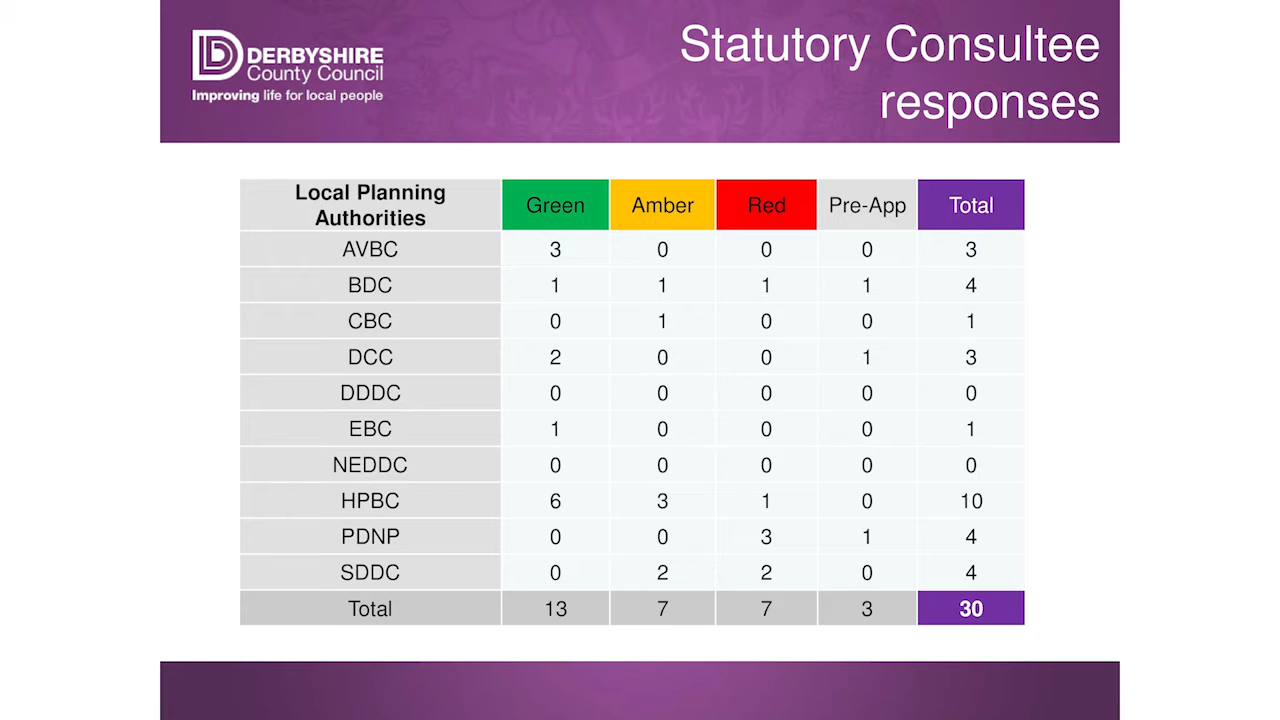 DERBYSHIRE
County Council
Improving life for local people
Statutory Consultee
responses
Local Planning
Authorities Green Amber Red Pre-App Total
AVBC 3 0 0 0 3
BDC 1 1 1 1 4
CBC 0 1 0 0 1
DCC 2 0 0 1 3
DDDC 0 0 0 0 0
EBC 1 0 0 0 1
NEDDC 0 0 0 0 0
HPBC 6 3 1 0 10
PDNP 0 0 3 1 4
SDDC 0 2 2 0 4
Total 13 7 7 3 30